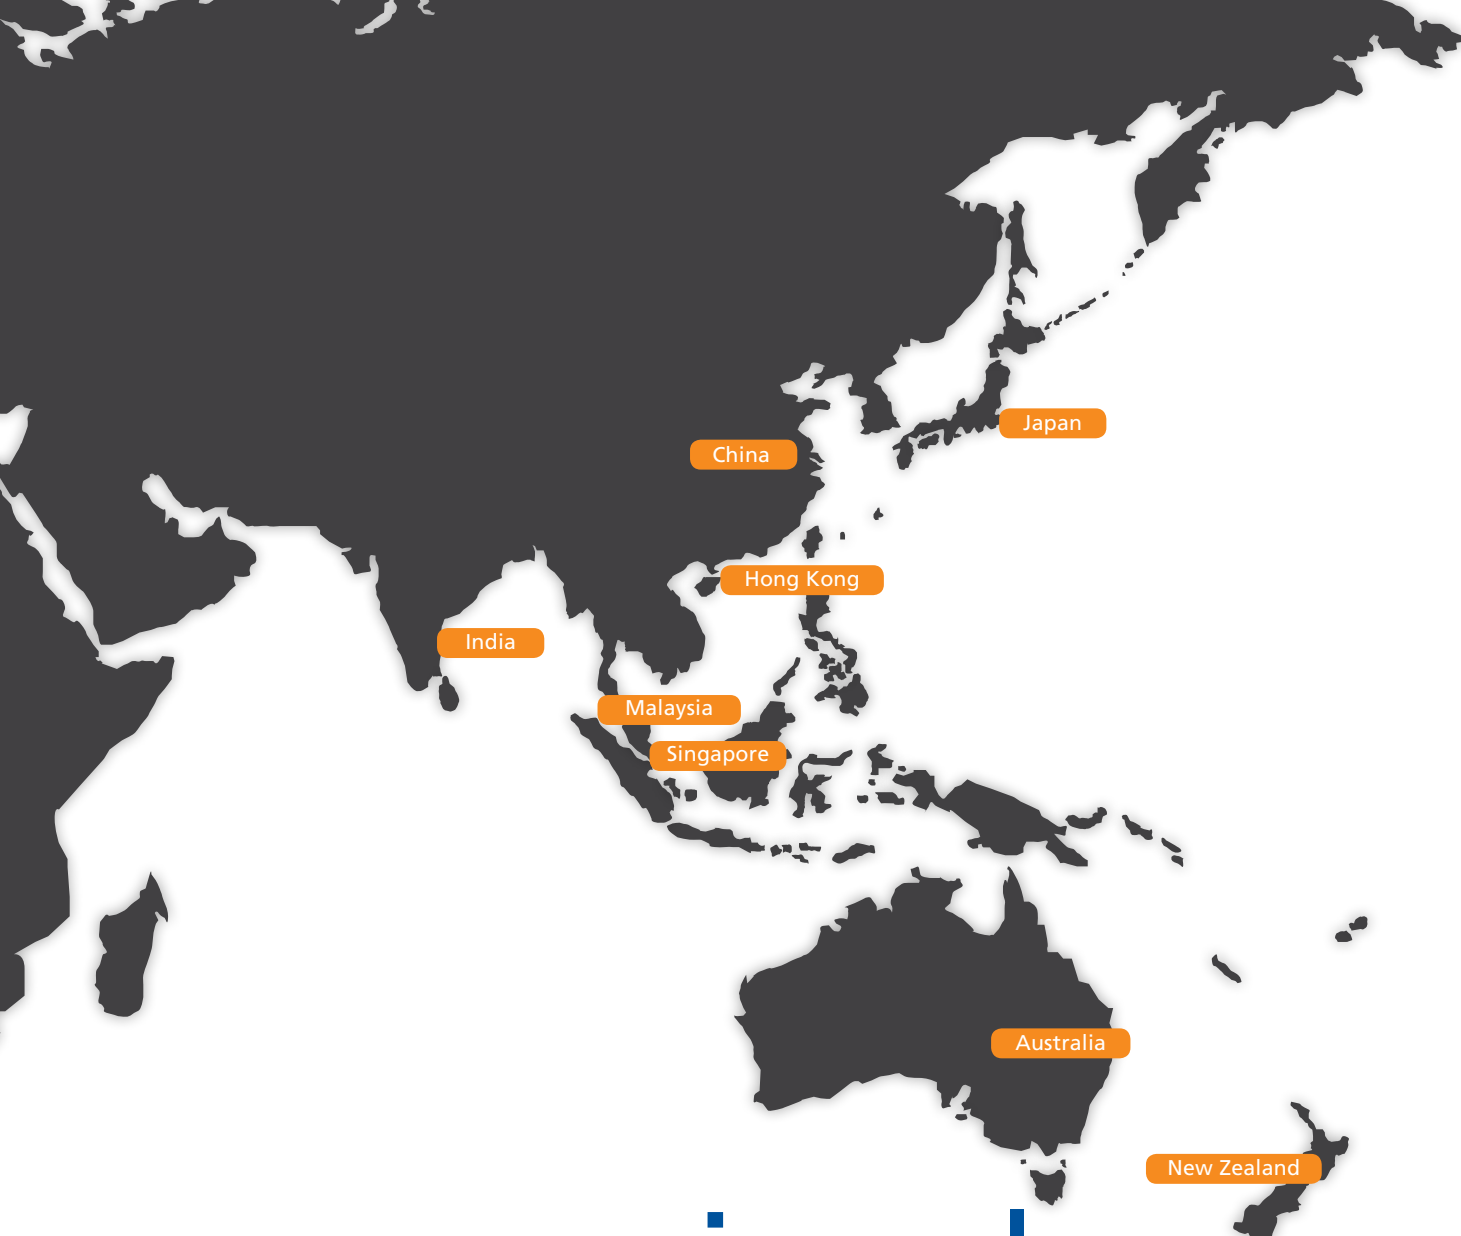 Japan
China
Hong Kong
India
Malaysia
Singapore
Australia
New Zealand